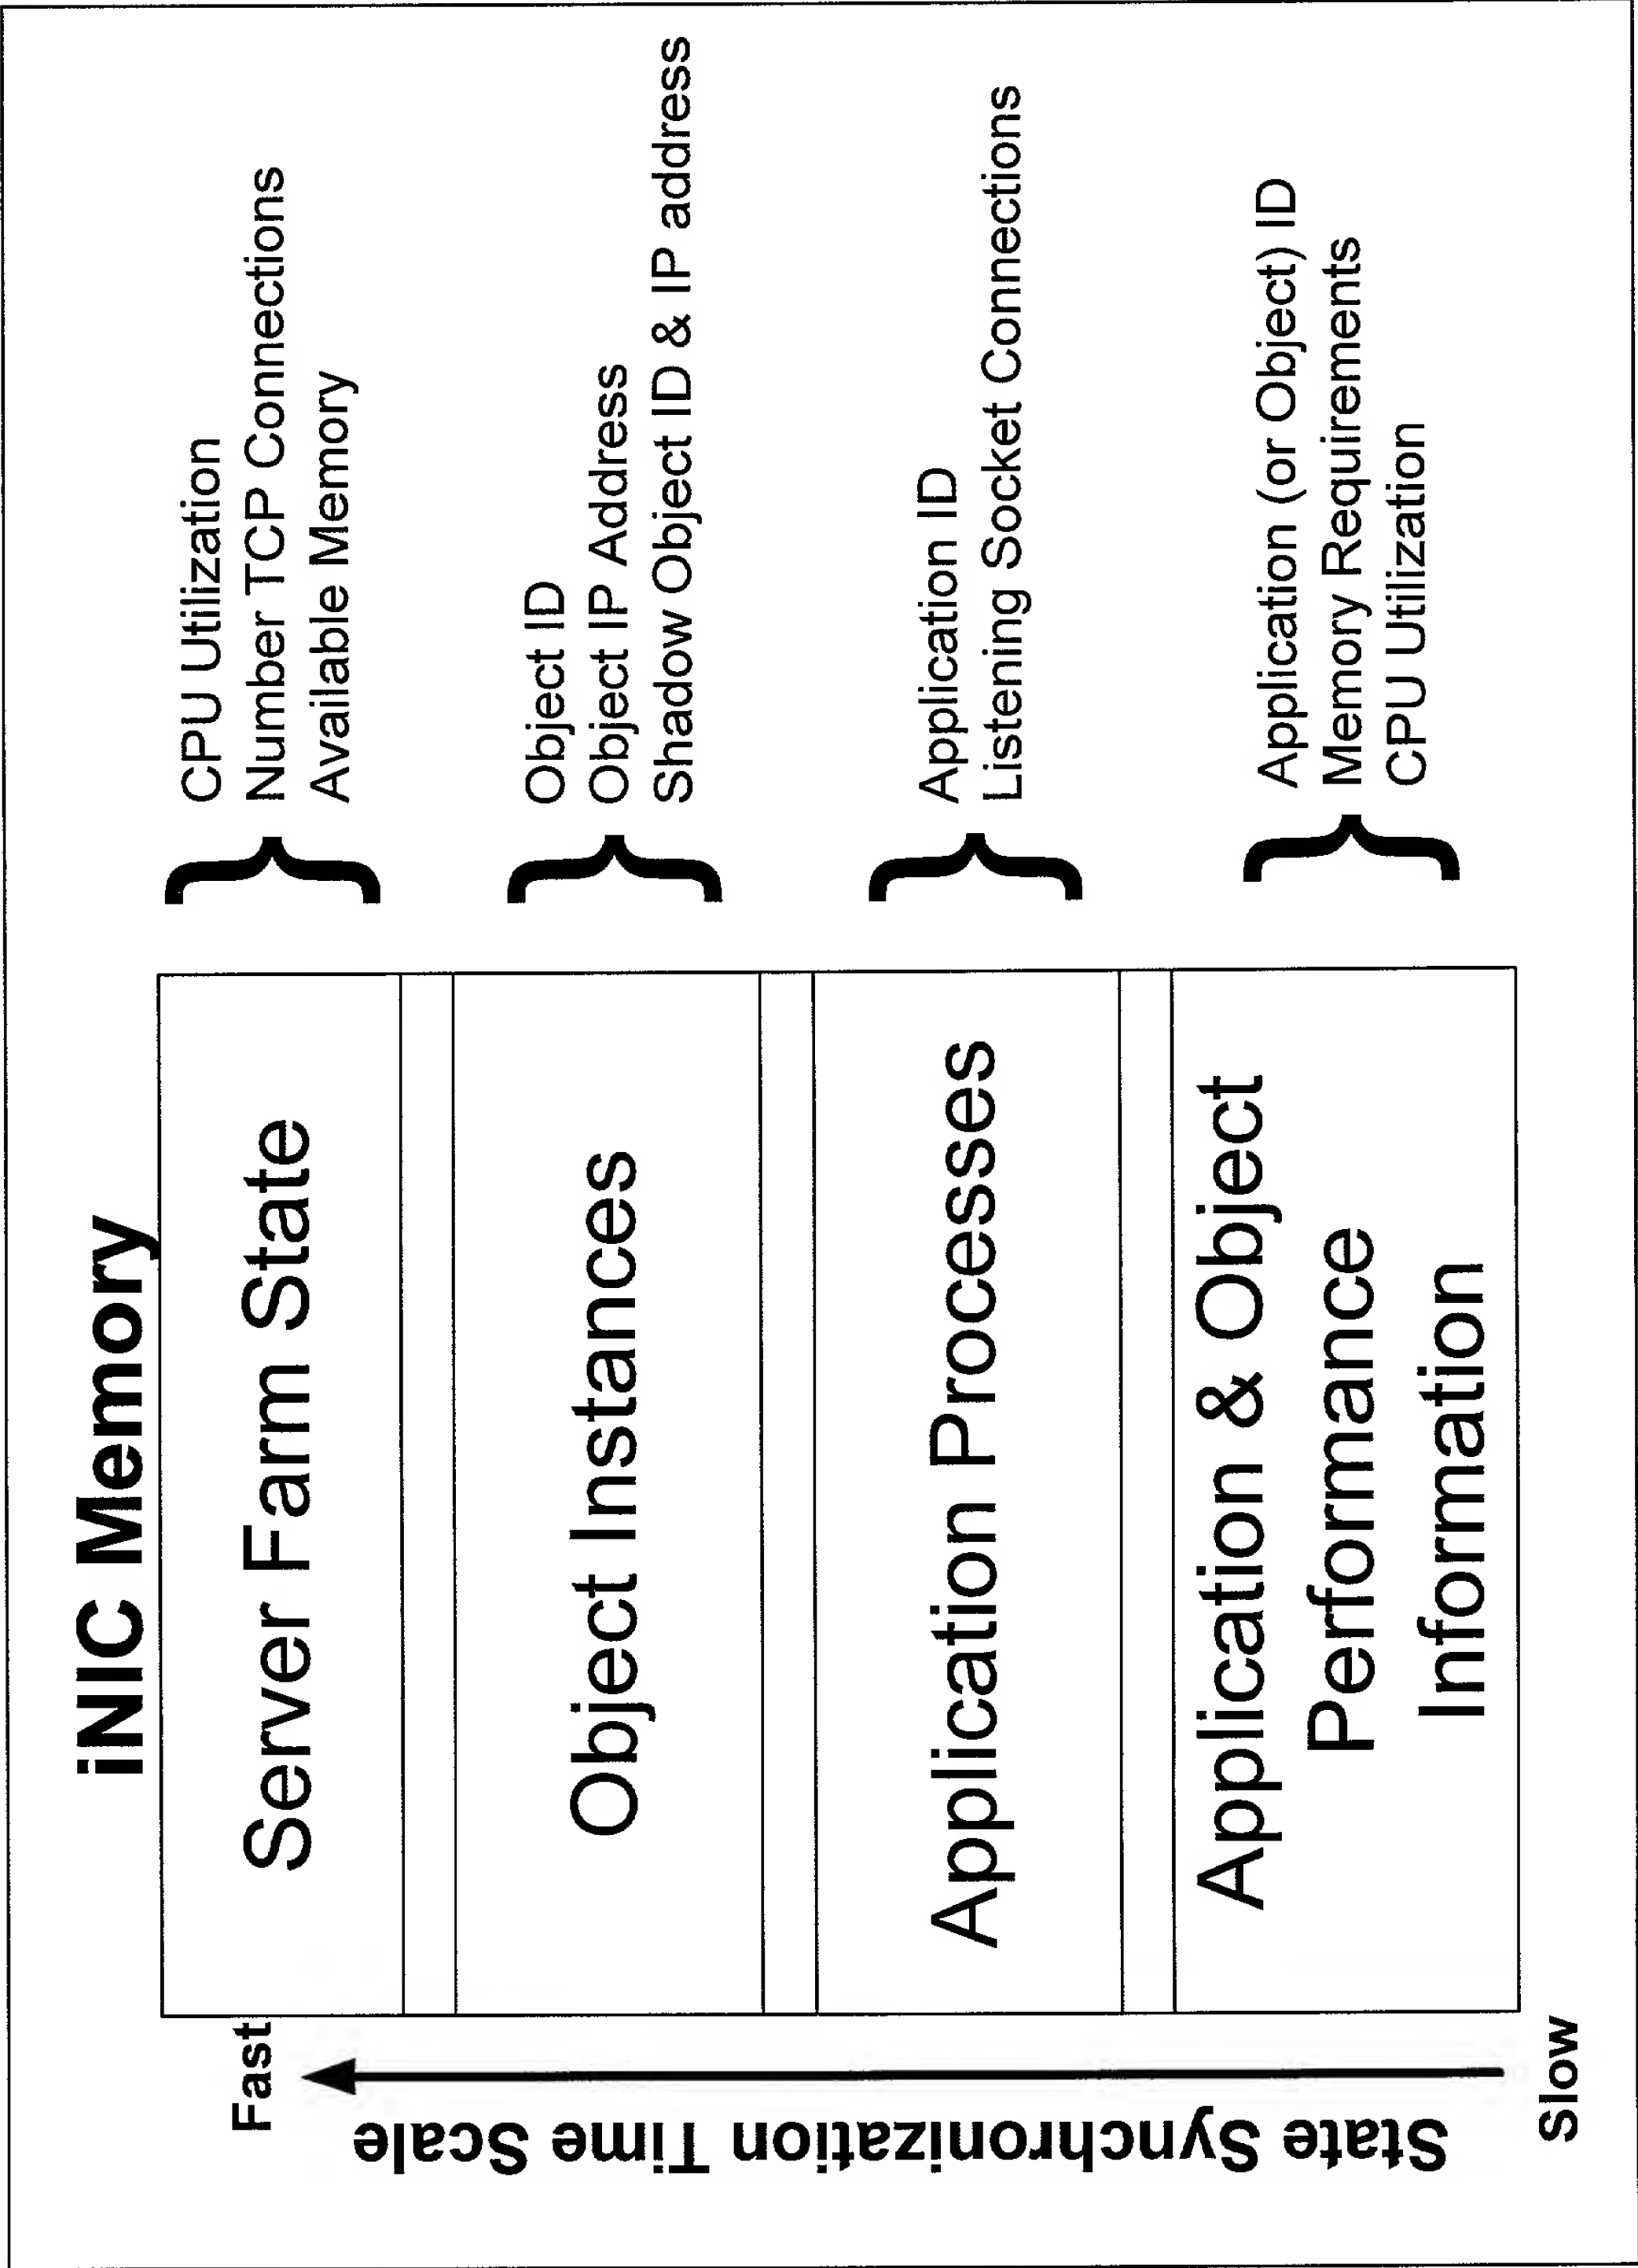 iNIC Memory
Fast
State Synchronization Time Scale
Slow
Server Farm State
CPU Utilization
Number TCP Connections
Available Memory
Object Instances
Object ID
Object IP Address
Shadow Object ID & IP address
Application Processes
Application ID
Listening Socket Connections
Application & Object
Performance
Information
Application (or Object) ID
Memory Requirements
CPU Utilization